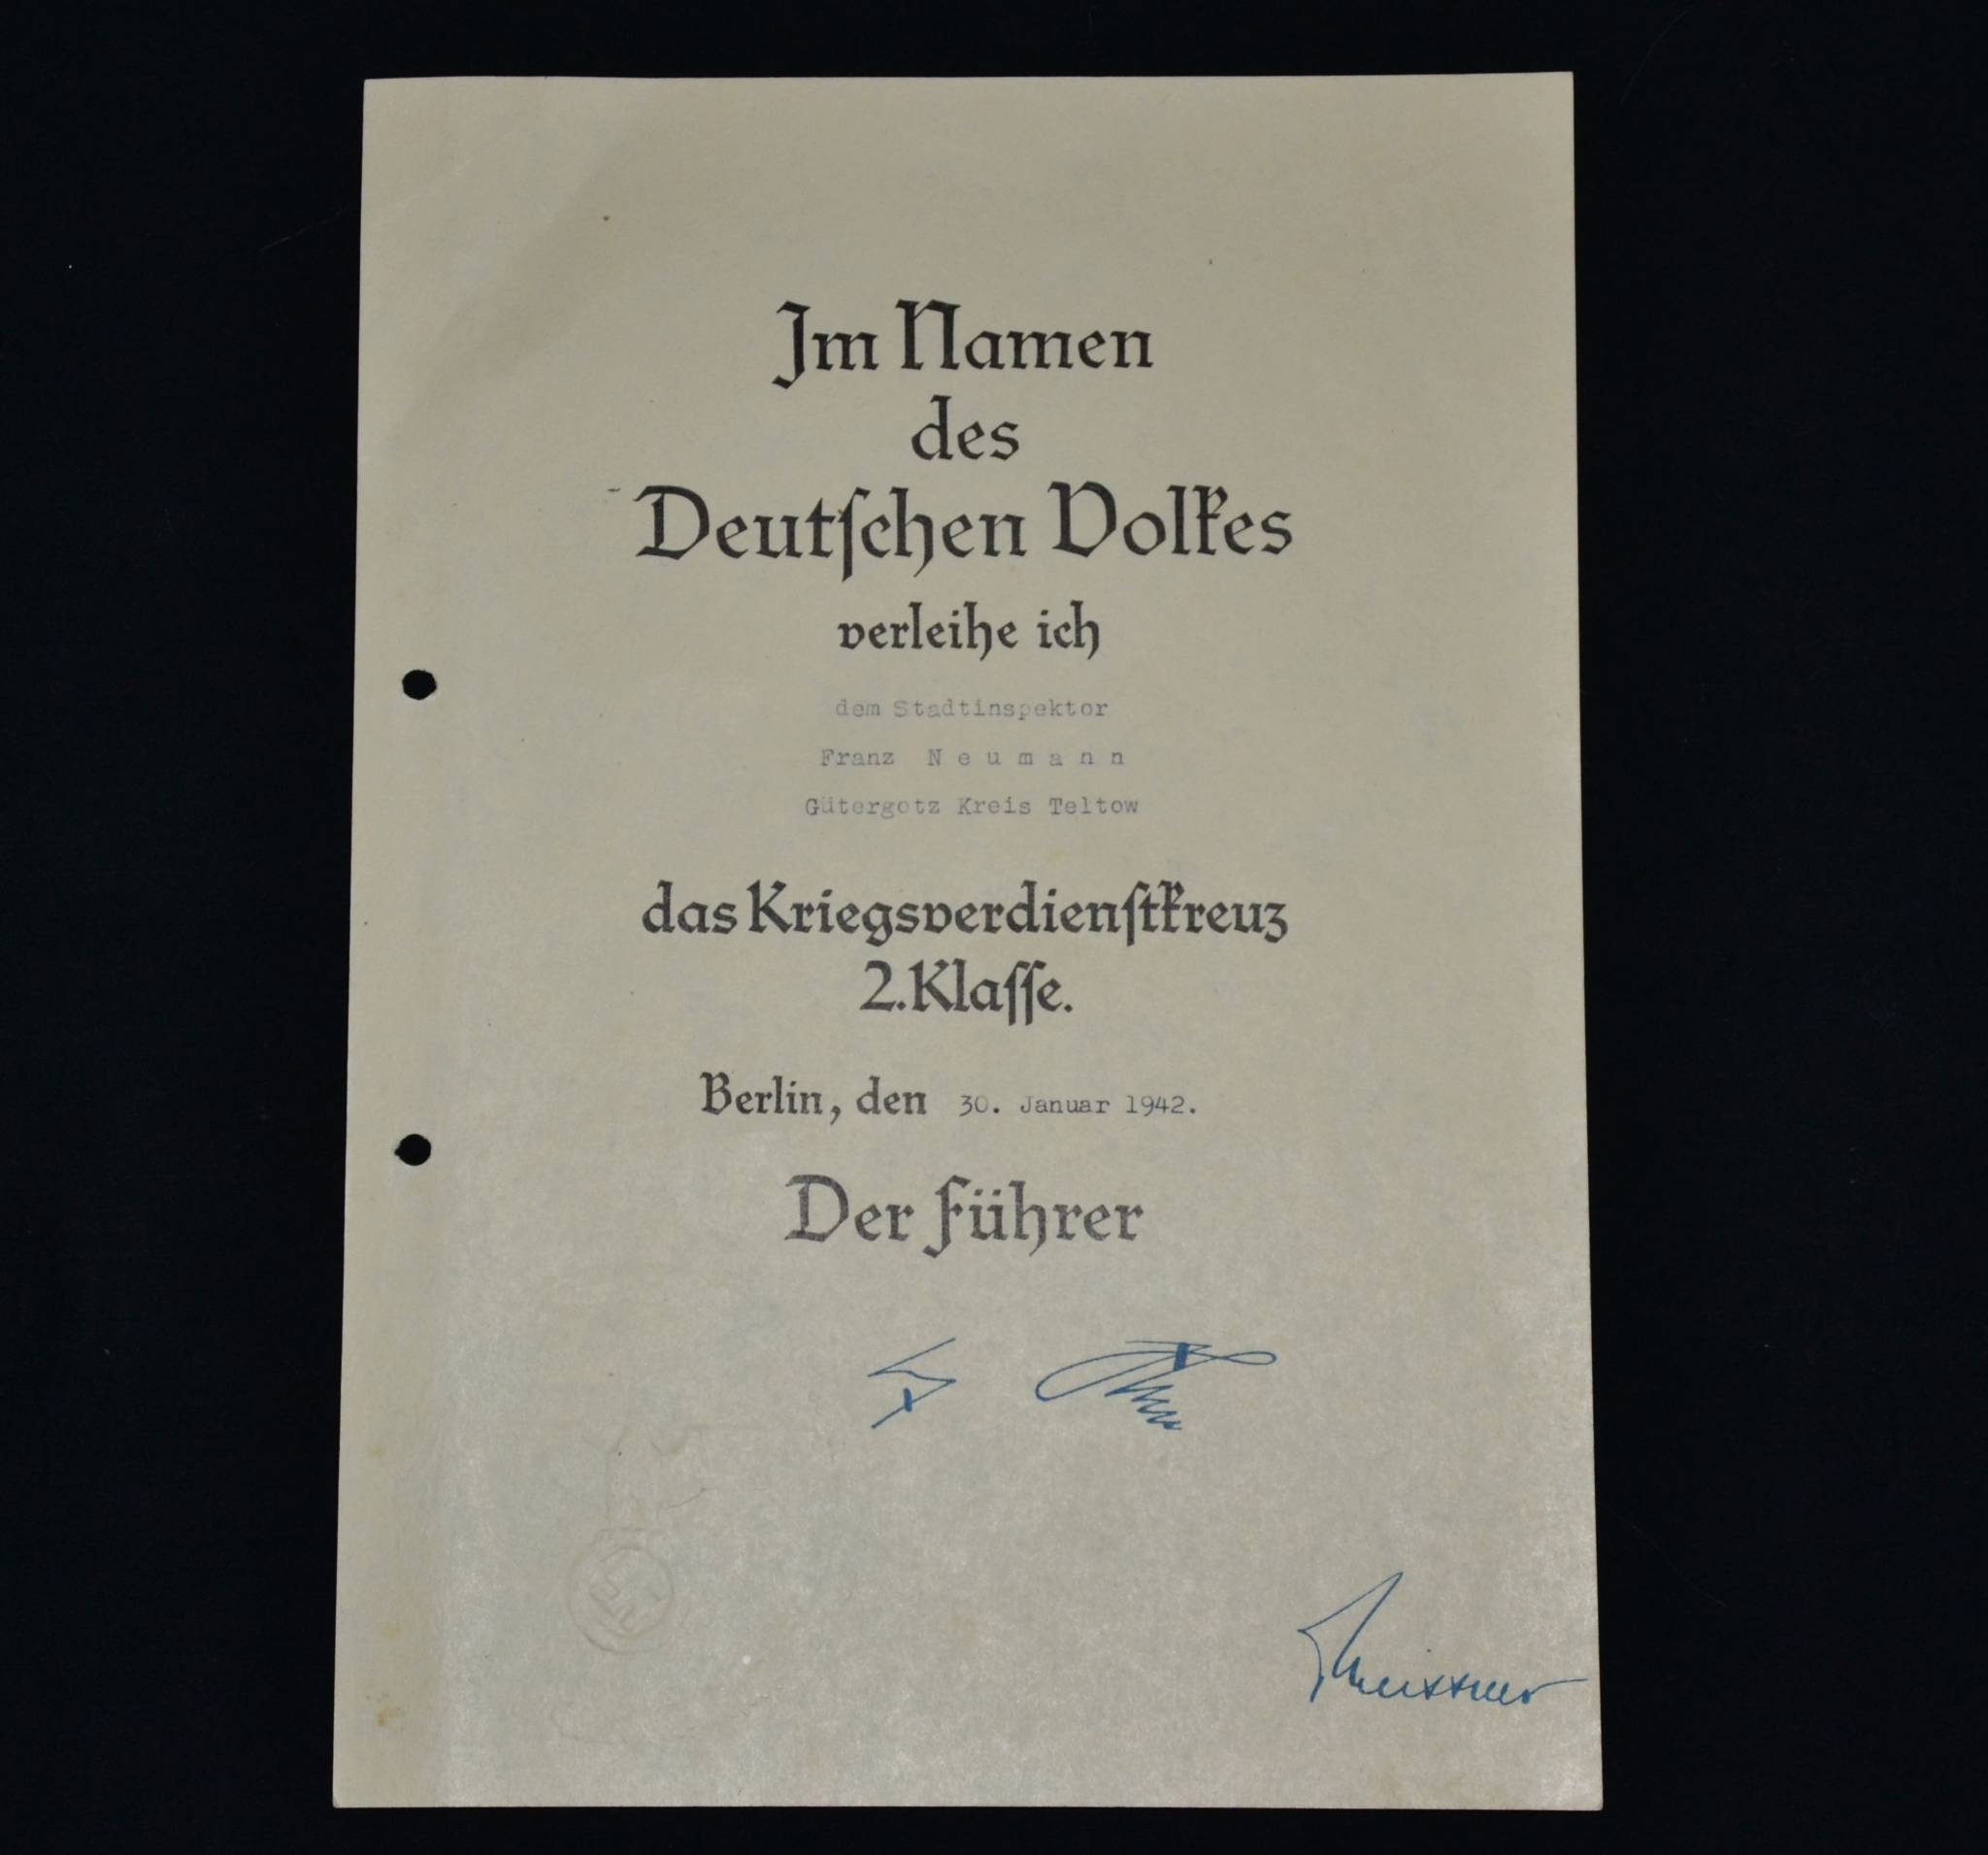 Im Namen
des
Deutſchen Volkes
verleihe ich
dem Stadtinspektor
Franz N e u m a n n
Gütergotz Kreis Teltow
das Kriegsverdienſtkreuz
2. Klaſſe.
Berlin, den 30. Januar 1942.
Der Führer
Meissner